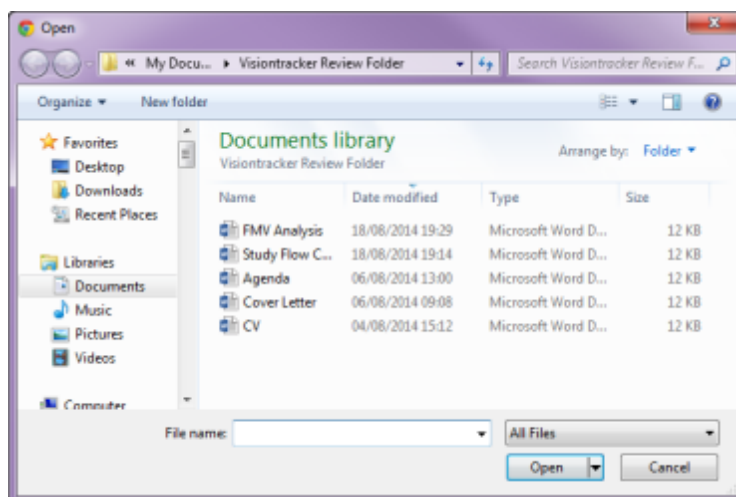 Open
« My Docu... ▸ Visiontracker Review Folder
Search Visiontracker Review F...
Organize ▾ New folder
Favorites
Desktop
Downloads
Recent Places
Libraries
Documents
Music
Pictures
Videos
Computer
Documents library
Visiontracker Review Folder
Arrange by: Folder ▾
Name Date modified Type Size
FMV Analysis 18/08/2014 19:29 Microsoft Word D... 12 KB
Study Flow C... 18/08/2014 19:14 Microsoft Word D... 12 KB
Agenda 06/08/2014 13:00 Microsoft Word D... 12 KB
Cover Letter 06/08/2014 09:08 Microsoft Word D... 12 KB
CV 04/08/2014 15:12 Microsoft Word D... 12 KB
File name:
All Files
Open
Cancel